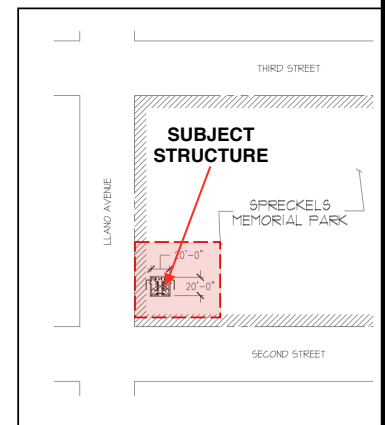 THIRD STREET
SUBJECT
STRUCTURE
LLANO AVENUE
SPRECKELS
MEMORIAL PARK
20'-0"
20'-0"
SECOND STREET